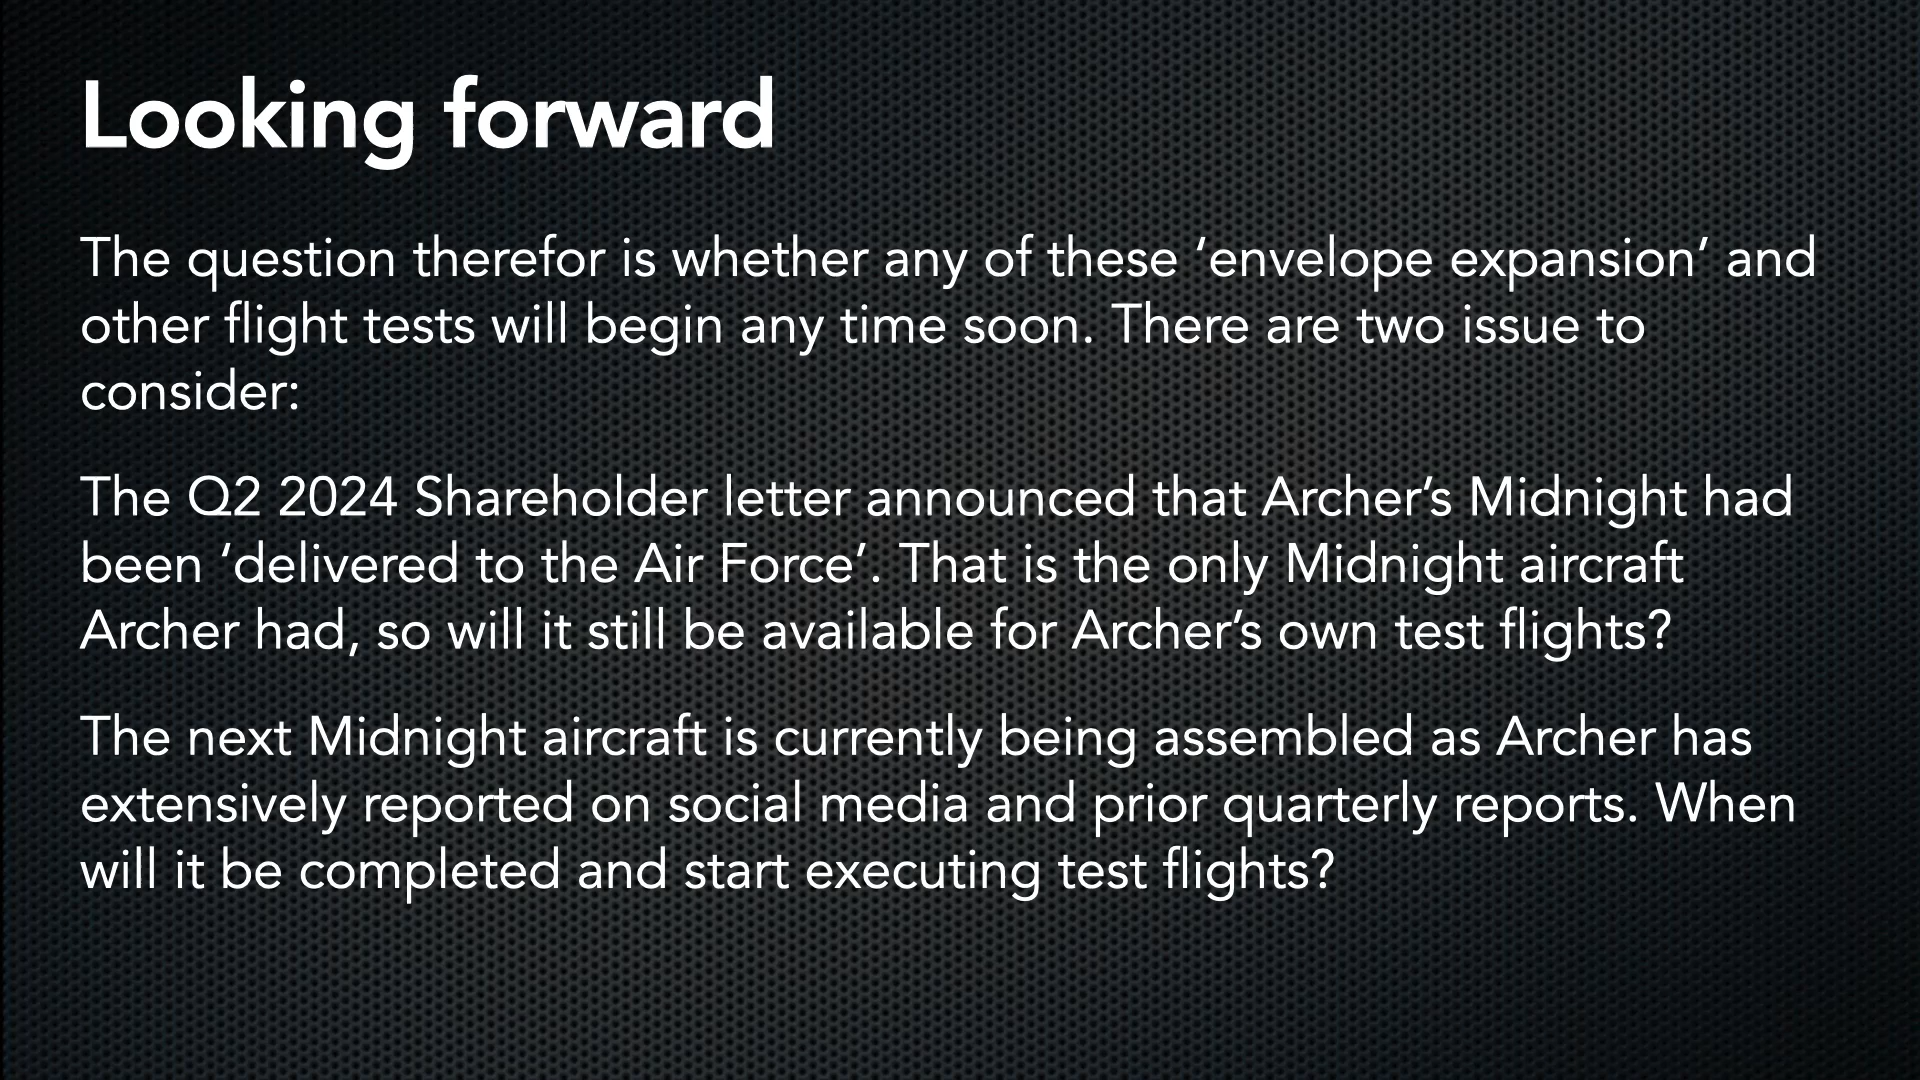 Looking forward
The question therefor is whether any of these ‘envelope expansion’ and
other flight tests will begin any time soon. There are two issue to
consider:
The Q2 2024 Shareholder letter announced that Archer’s Midnight had
been ‘delivered to the Air Force’. That is the only Midnight aircraft
Archer had, so will it still be available for Archer’s own test flights?
The next Midnight aircraft is currently being assembled as Archer has
extensively reported on social media and prior quarterly reports. When
will it be completed and start executing test flights?